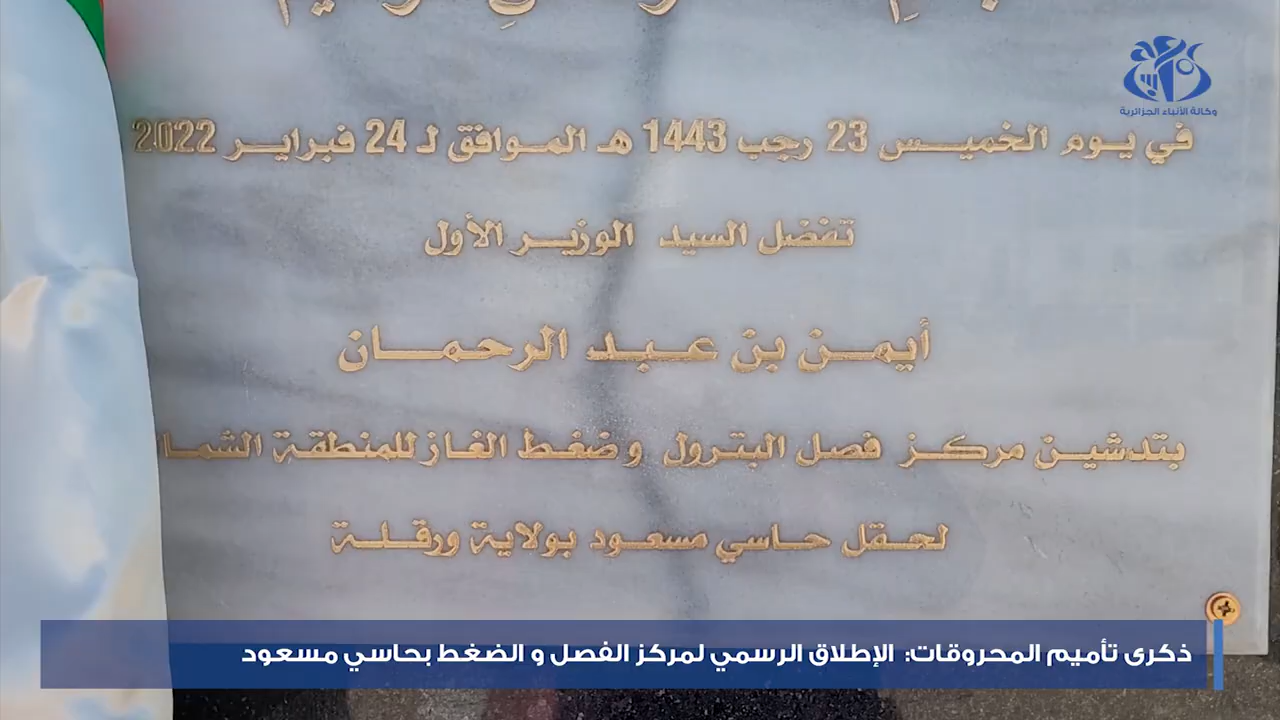 وكالة الأنباء الجزائرية
في يوم الخميس 23 رجب 1443 هـ الموافق لـ 24 فبراير 2022
تفضل السيد الوزير الأول
أيمن بن عبد الرحمان
بتدشين مركز فصل البترول وضغط الغاز للمنطقة
لحقل حاسي مسعود بولاية ورقلة
ذكرى تأميم المحروقات: الإطلاق الرسمي لمركز الفصل و الضغط بحاسي مسعود